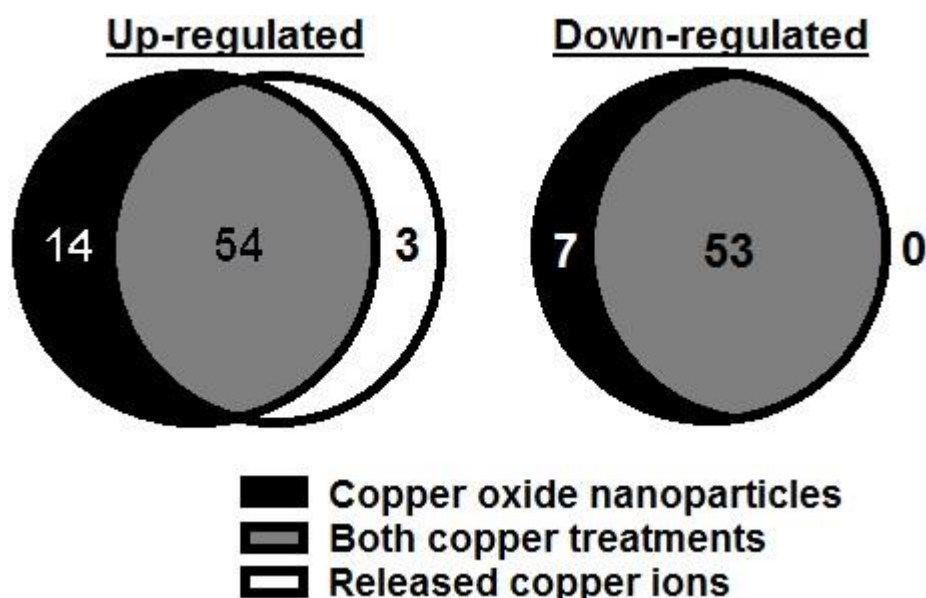 Up-regulated Down-regulated
14 54 3 7 53 0
Copper oxide nanoparticles
Both copper treatments
Released copper ions